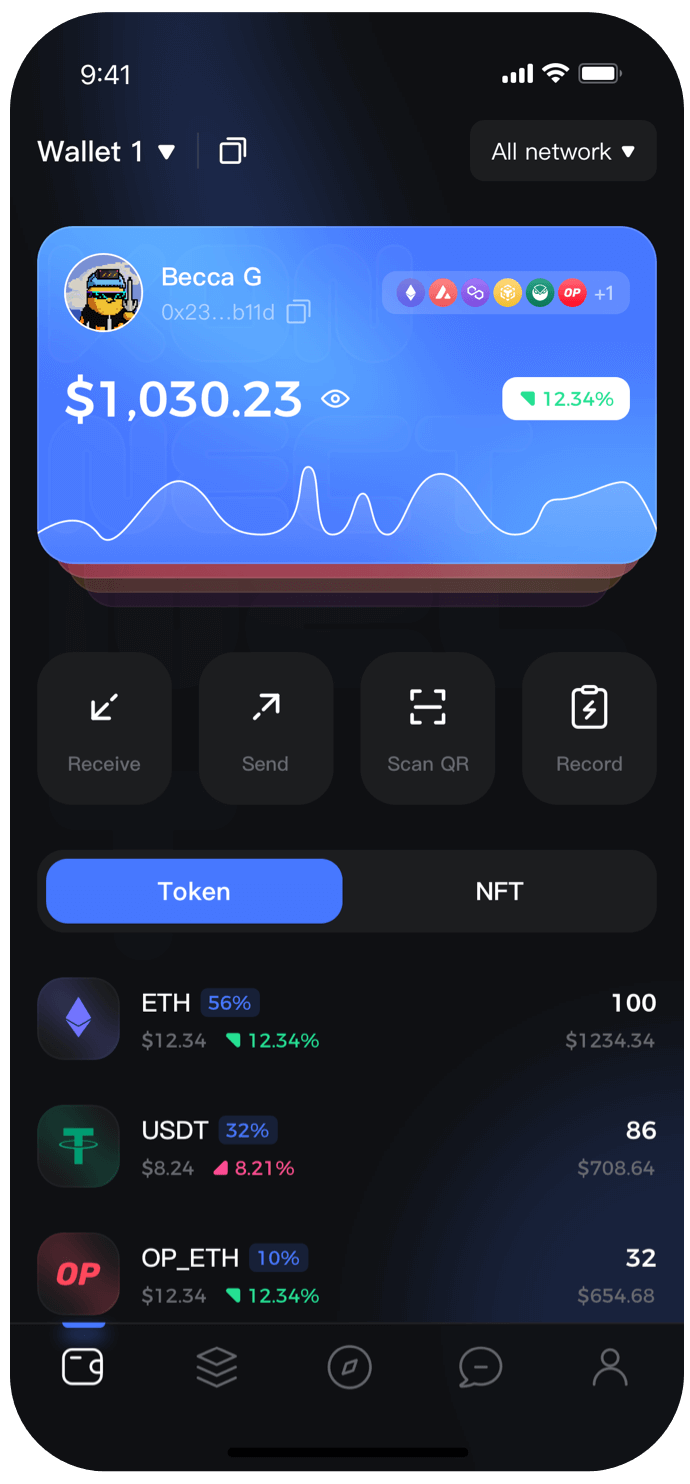 9:41
Wallet 1
All network
Becca G
0x23...b11d
OP
+1
$1,030.23
12.34%
Receive
Send
Scan QR
Record
Token
NFT
ETH 56% 100
$12.34 12.34% $1234.34
USDT 32% 86
$8.24 8.21% $708.64
OP
OP_ETH 10% 32
$12.34 12.34% $654.68